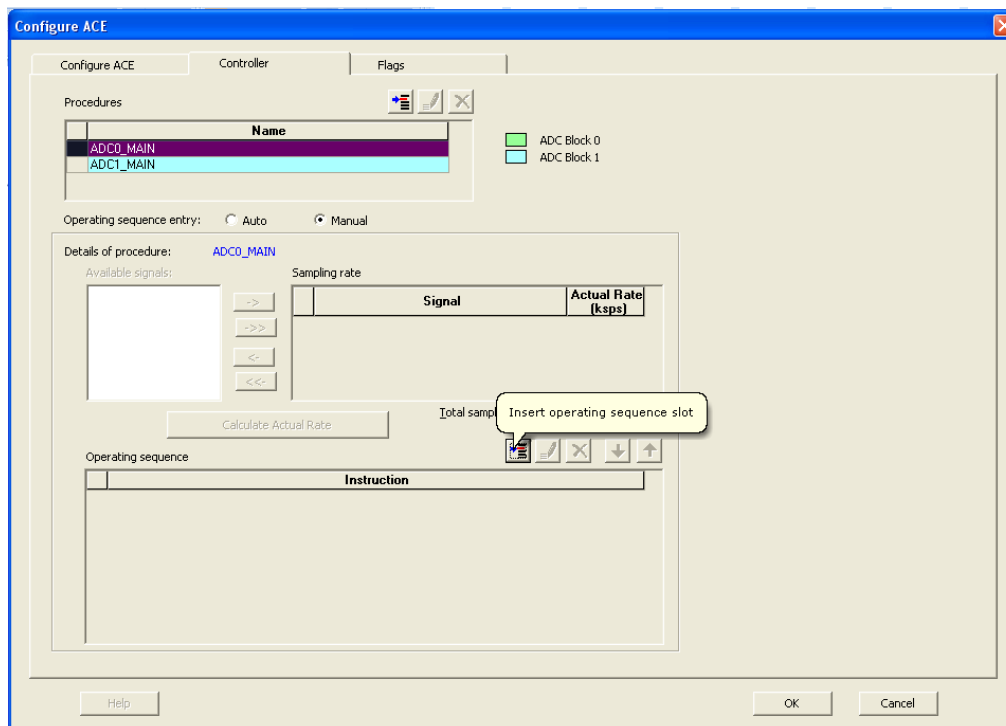 Configure ACE
Configure ACE Controller Flags
Procedures
Name
ADC0_MAIN
ADC1_MAIN
ADC Block 0
ADC Block 1
Operating sequence entry: Auto Manual
Details of procedure: ADC0_MAIN
Available signals:
Sampling rate
Signal
Actual Rate
(ksps)
->
->>
<-
<<-
Total sampl
Insert operating sequence slot
Calculate Actual Rate
Operating sequence
Instruction
Help
OK
Cancel